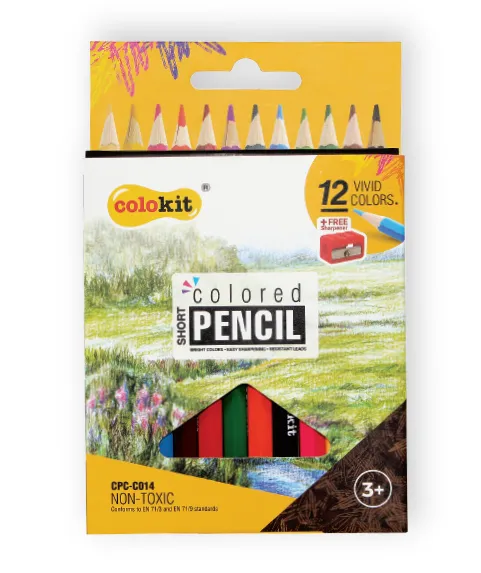 colokit®
12 VIVID
COLORS.
+ FREE
Sharpener
colored
SHORT
PENCIL
BRIGHT COLORS • EASY SHARPENING • RESISTANT LEADS
kit
CPC-C014
NON-TOXIC
Conforms to EN 71/3 and EN 71/9 standards
3+